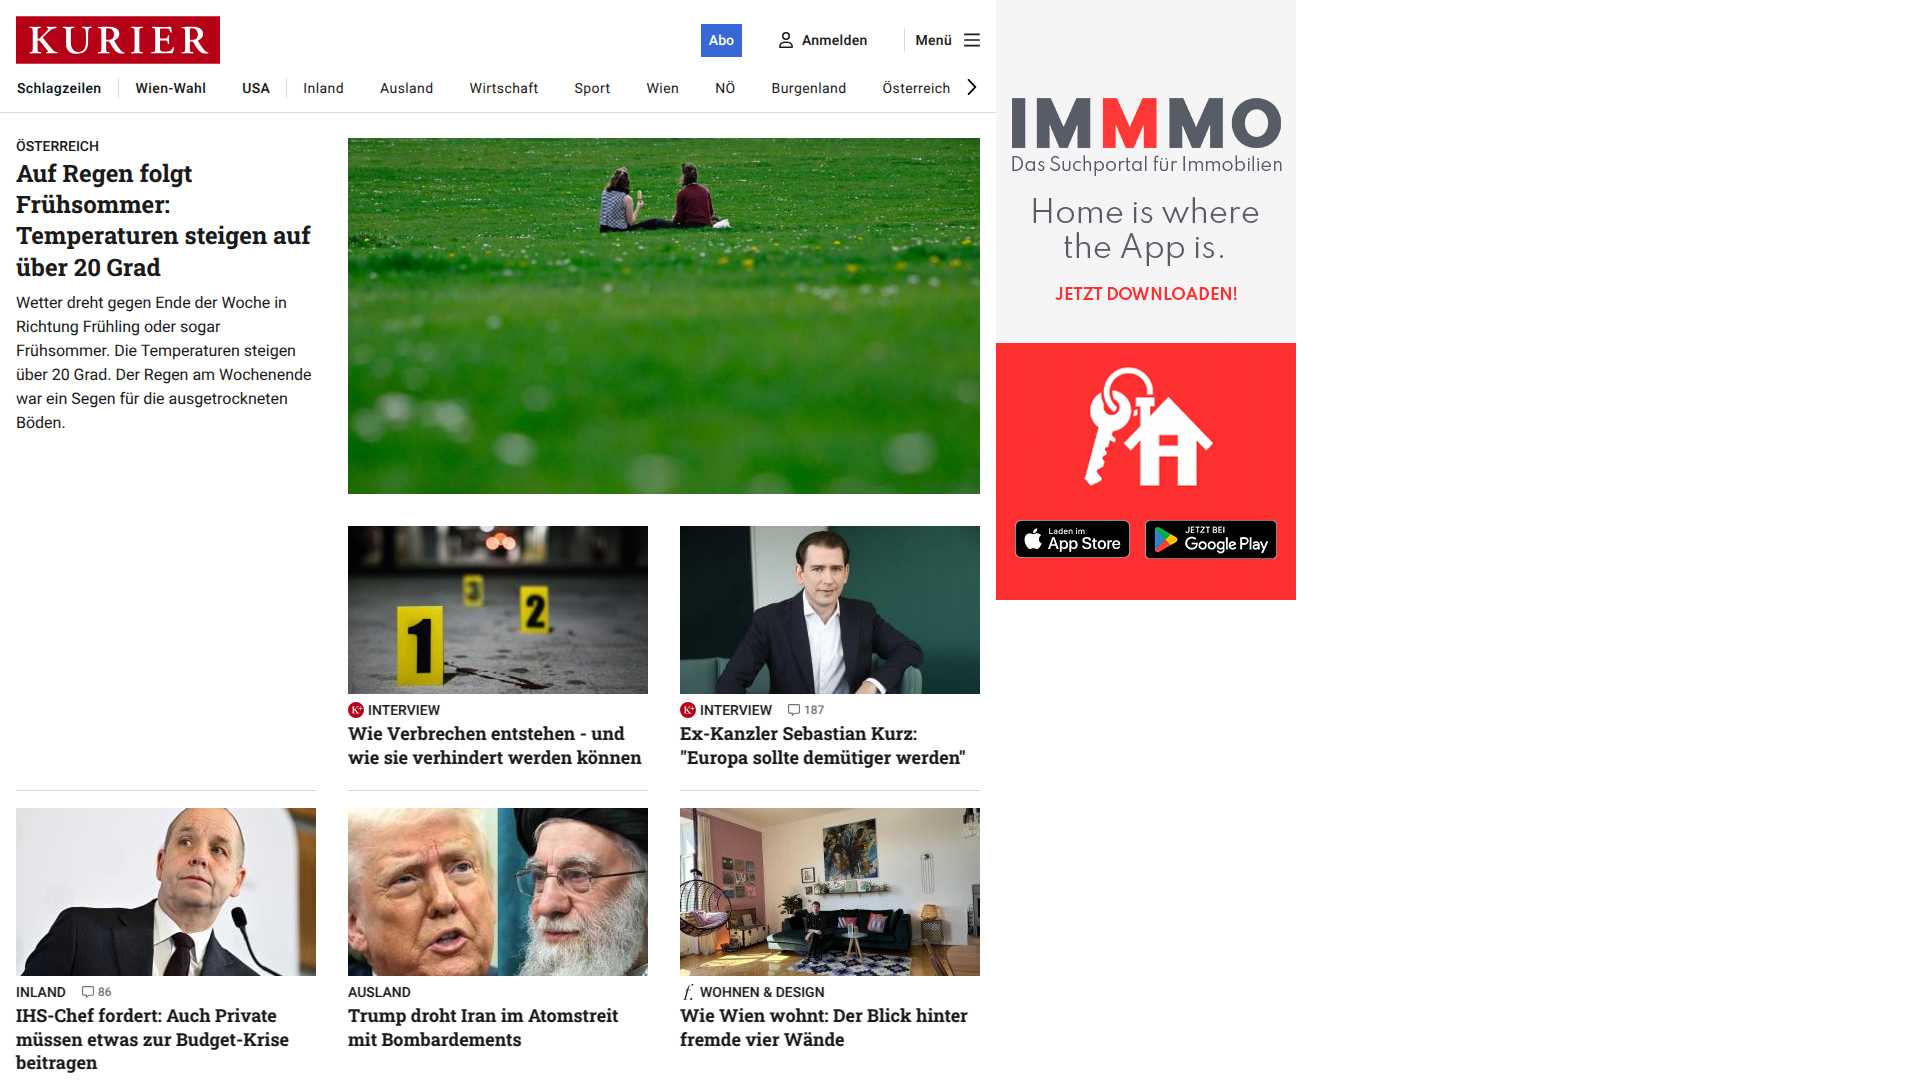 KURIER
Abo
Anmelden
Menü
Schlagzeilen
Wien-Wahl
USA
Inland
Ausland
Wirtschaft
Sport
Wien
NÖ
Burgenland
Österreich
ÖSTERREICH
Auf Regen folgt
Frühsommer:
Temperaturen steigen auf
über 20 Grad
Wetter dreht gegen Ende der Woche in
Richtung Frühling oder sogar
Frühsommer. Die Temperaturen steigen
über 20 Grad. Der Regen am Wochenende
war ein Segen für die ausgetrockneten
Böden.
1
3
2
K+ INTERVIEW
Wie Verbrechen entstehen - und
wie sie verhindert werden können
K+ INTERVIEW 187
Ex-Kanzler Sebastian Kurz:
"Europa sollte demütiger werden"
INLAND 86
IHS-Chef fordert: Auch Private
müssen etwas zur Budget-Krise
beitragen
AUSLAND
Trump droht Iran im Atomstreit
mit Bombardements
f. WOHNEN & DESIGN
Wie Wien wohnt: Der Blick hinter
fremde vier Wände
IMMMO
Das Suchportal für Immobilien
Home is where
the App is.
JETZT DOWNLOADEN!
Laden im
App Store
JETZT BEI
Google Play